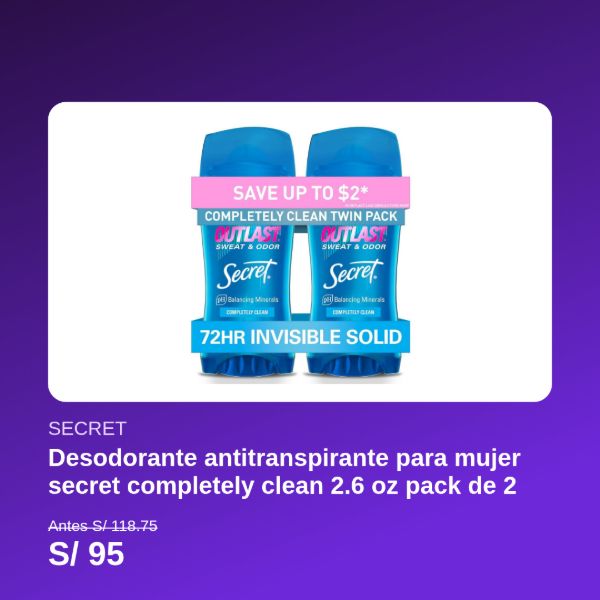 SAVE UP TO $2*
COMPLETELY CLEAN TWIN PACK
OUTLAST OUTLAST
SWEAT & ODOR SWEAT & ODOR
Secret Secret
pH Balancing Minerals pH Balancing Minerals
COMPLETELY CLEAN COMPLETELY CLEAN
72HR INVISIBLE SOLID
SECRET
Desodorante antitranspirante para mujer
secret completely clean 2.6 oz pack de 2
Antes S/ 118.75
S/ 95